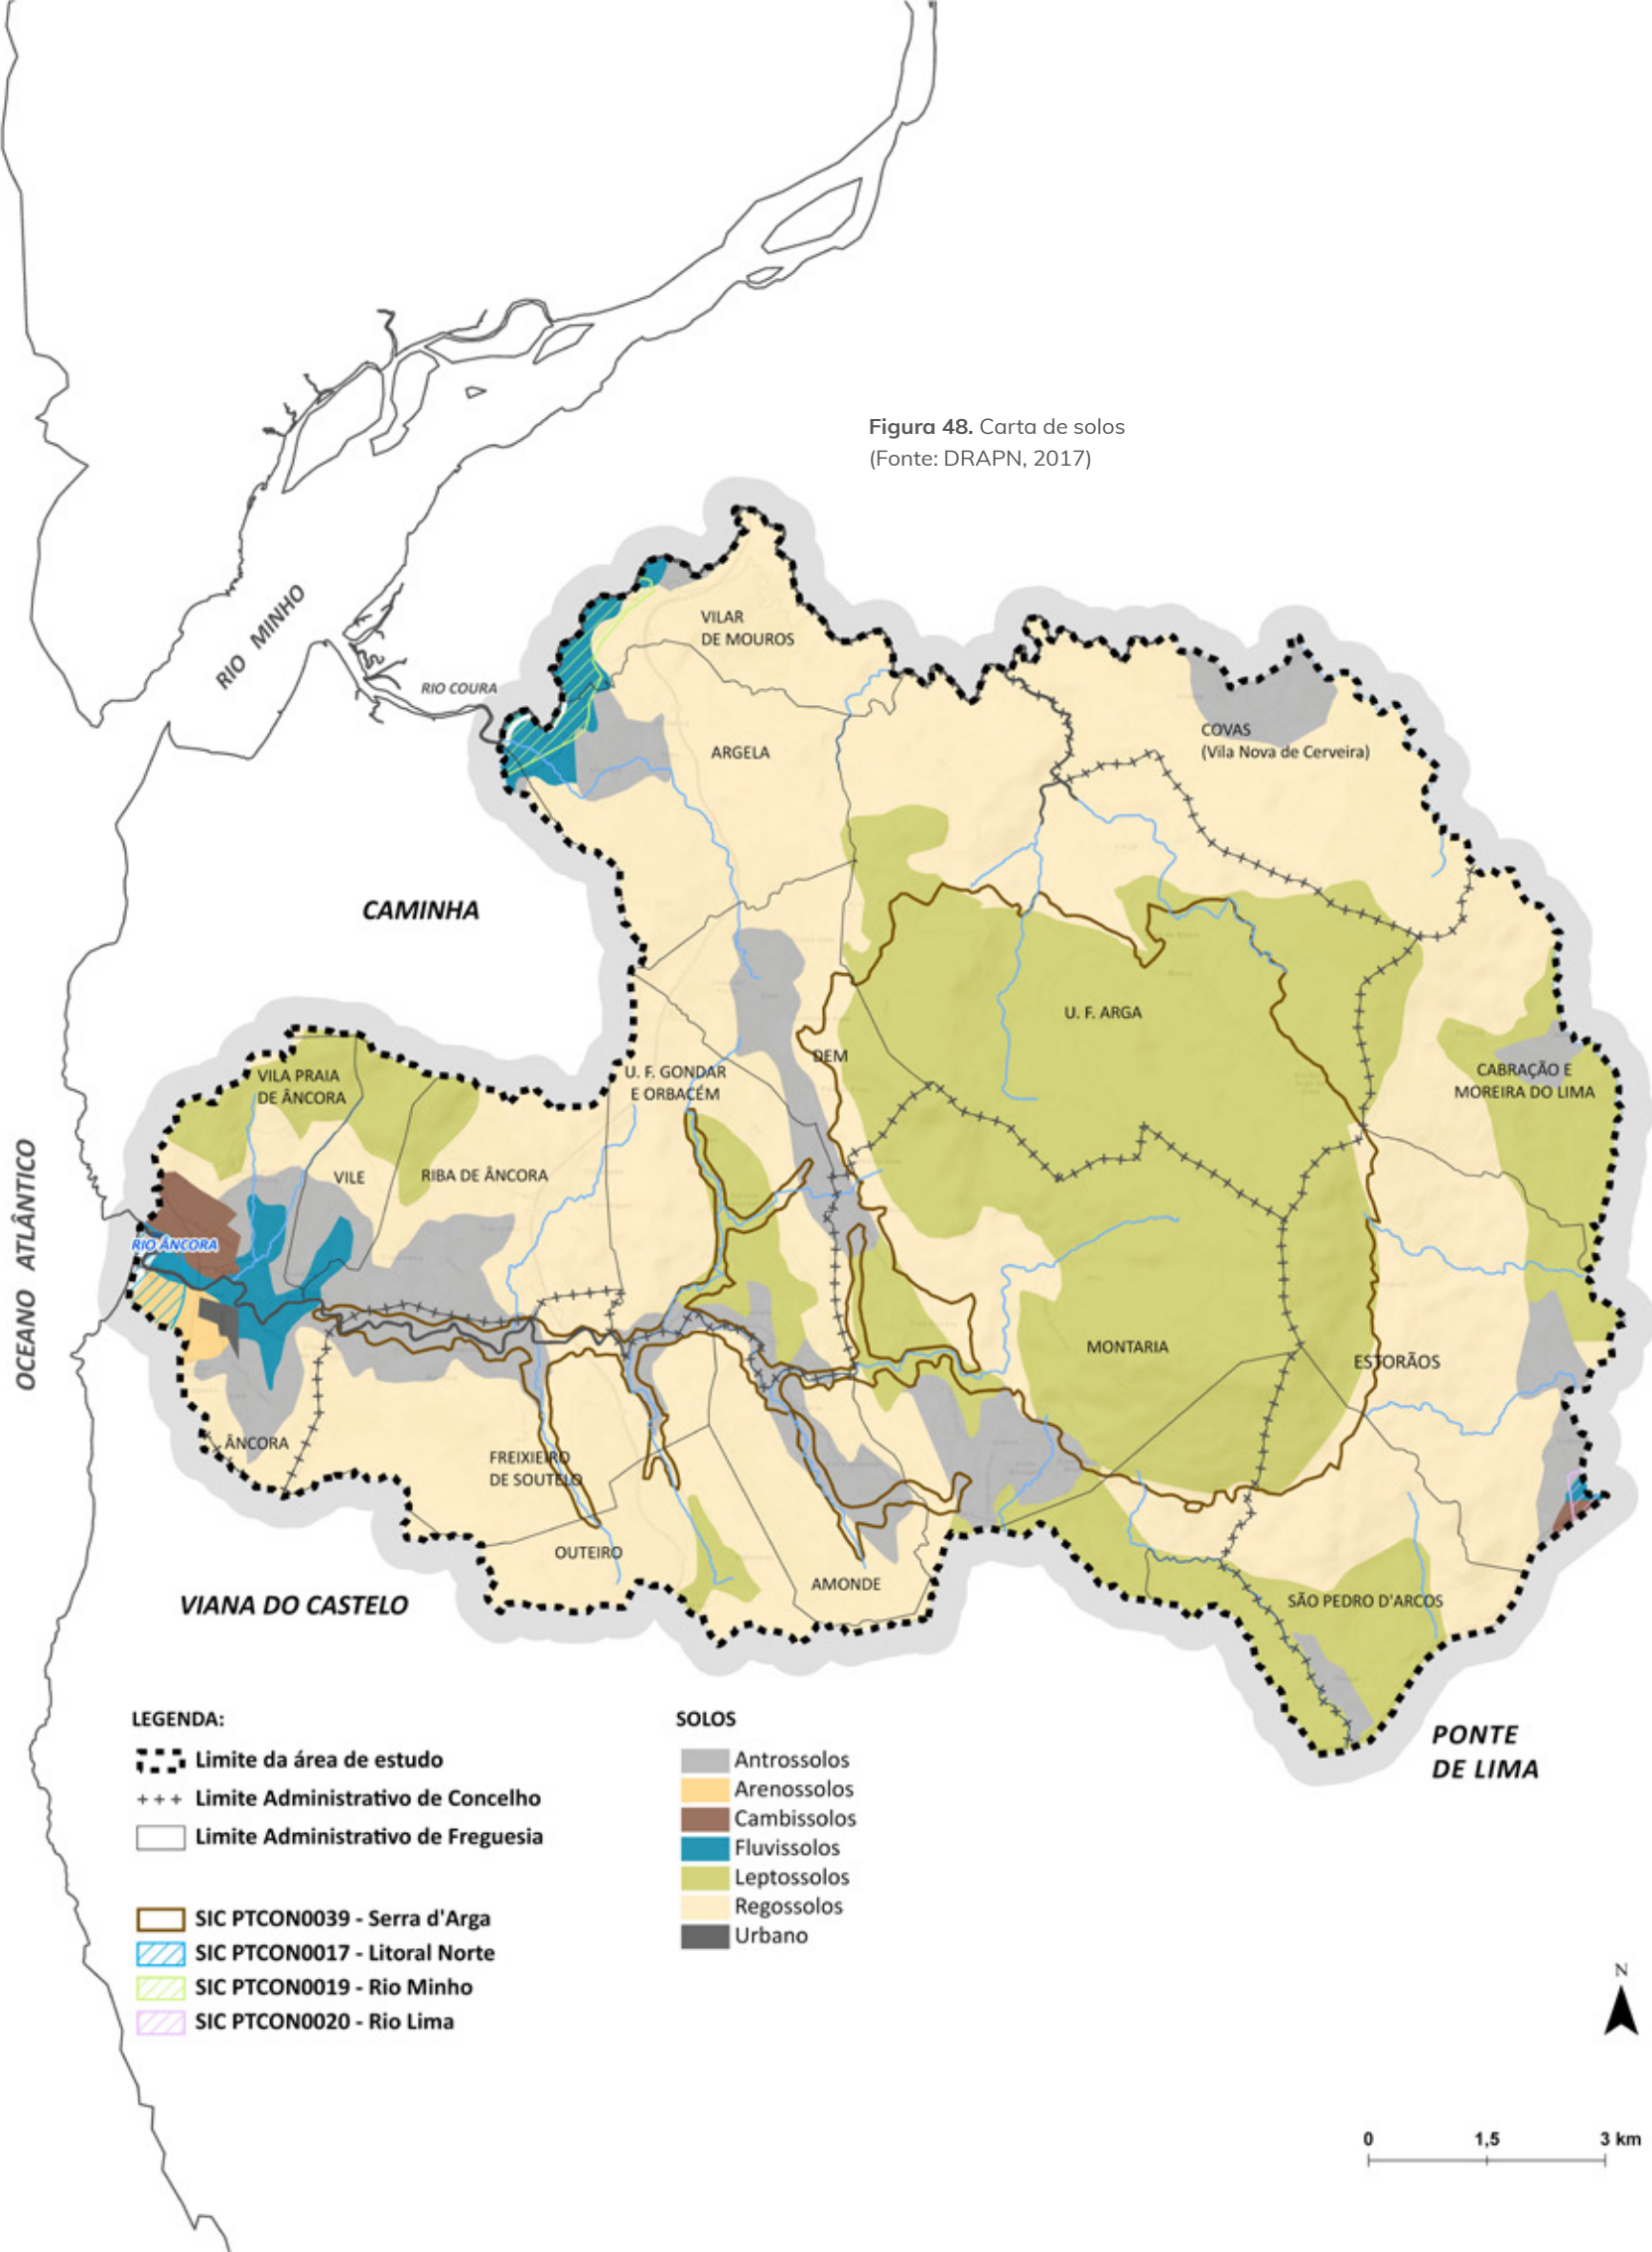 Figura 48. Carta de solos
(Fonte: DRAPN, 2017)
RIO MINHO
VILAR
DE MOUROS
RIO COURA
ARGELA
COVAS
(Vila Nova de Cerveira)
CAMINHA
U. F. ARGA
DEM
U. F. GONDAR
E ORBACÉM
CABRAÇÃO E
MOREIRA DO LIMA
VILA PRAIA
DE ÂNCORA
VILE
RIBA DE ÂNCORA
OCEANO ATLÂNTICO
RIO ÂNCORA
MONTARIA
ESTORÃOS
ÂNCORA
FREIXIEIRO
DE SOUTELO
OUTEIRO
AMONDE
VIANA DO CASTELO
SÃO PEDRO D'ARCOS
PONTE
DE LIMA
LEGENDA:
Limite da área de estudo
Limite Administrativo de Concelho
Limite Administrativo de Freguesia
SIC PTCON0039 - Serra d'Arga
SIC PTCON0017 - Litoral Norte
SIC PTCON0019 - Rio Minho
SIC PTCON0020 - Rio Lima
SOLOS
Antrossolos
Arenossolos
Cambissolos
Fluvissolos
Leptossolos
Regossolos
Urbano
N
0 1,5 3 km